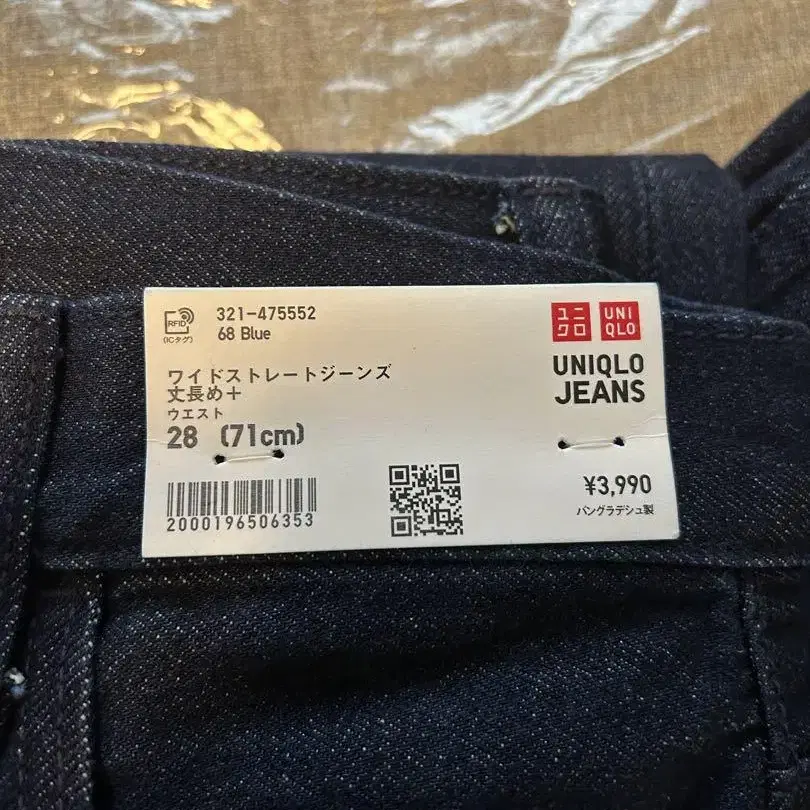 RFID
(ICタグ)
321-475552
68 Blue
ワイドストレートジーンズ
丈長め+
ウエスト
28 (71cm)
2000196506353
ユニ
クロ
UNI
QLO
UNIQLO
JEANS
¥3,990
バングラデシュ製